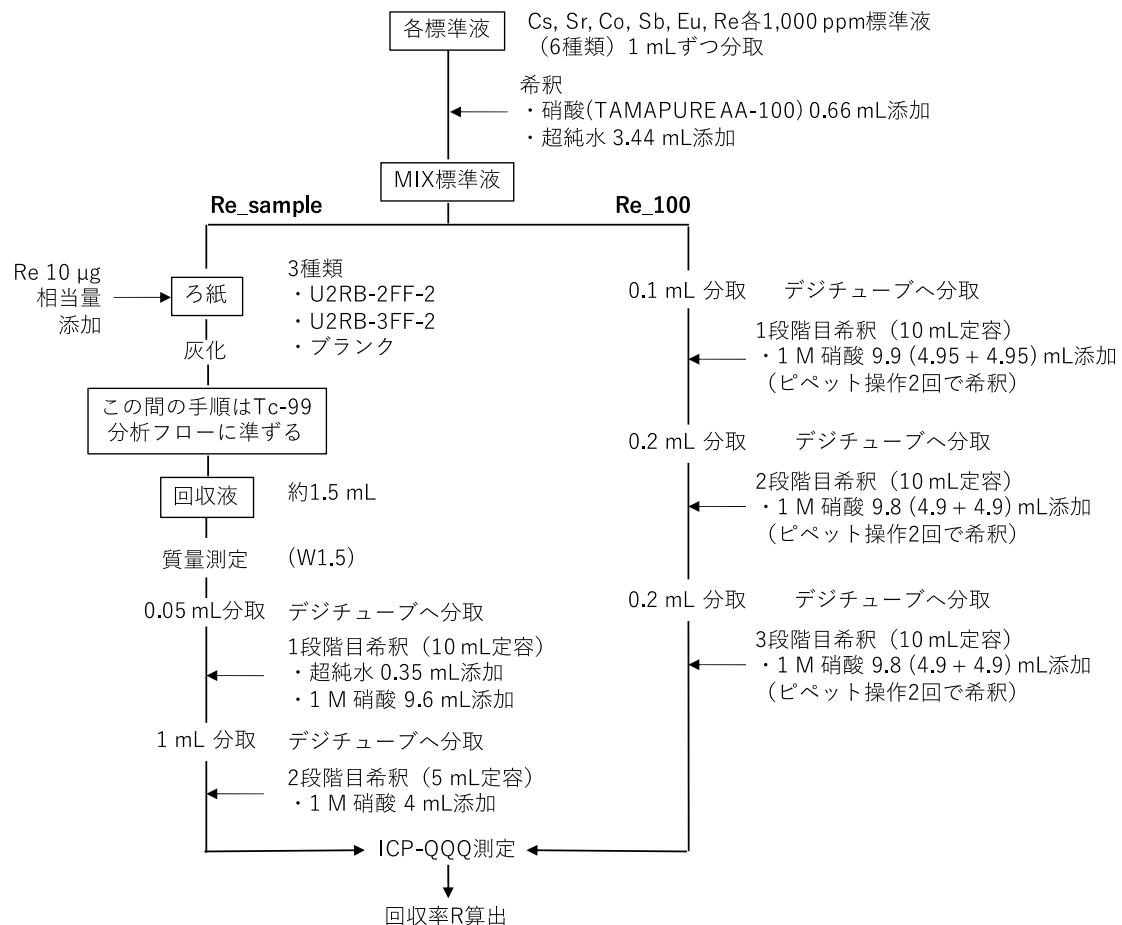 各標準液
Cs, Sr, Co, Sb, Eu, Re各1,000 ppm標準液
（6種類）1 mLずつ分取
希釈
・硝酸(TAMAPURE AA-100) 0.66 mL添加
・超純水 3.44 mL添加
MIX標準液
Re_sample
Re_100
Re 10 μg
相当量
添加
ろ紙
3種類
・U2RB-2FF-2
・U2RB-3FF-2
・ブランク
灰化
この間の手順はTc-99
分析フローに準ずる
回収液
約1.5 mL
質量測定
(W1.5)
0.05 mL分取
デジチューブへ分取
1段階目希釈（10 mL定容）
・超純水 0.35 mL添加
・1 M 硝酸 9.6 mL添加
1 mL 分取
デジチューブへ分取
2段階目希釈（5 mL定容）
・1 M 硝酸 4 mL添加
0.1 mL 分取
デジチューブへ分取
1段階目希釈（10 mL定容）
・1 M 硝酸 9.9 (4.95 + 4.95) mL添加
（ピペット操作2回で希釈）
0.2 mL 分取
デジチューブへ分取
2段階目希釈（10 mL定容）
・1 M 硝酸 9.8 (4.9 + 4.9) mL添加
（ピペット操作2回で希釈）
0.2 mL 分取
デジチューブへ分取
3段階目希釈（10 mL定容）
・1 M 硝酸 9.8 (4.9 + 4.9) mL添加
（ピペット操作2回で希釈）
ICP-QQQ測定
回収率R算出